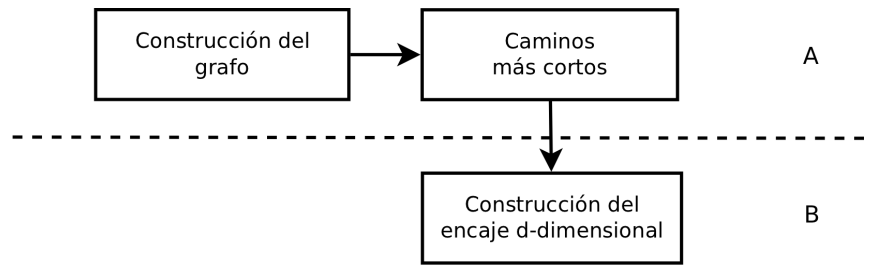 Construcción del
grafo
Caminos
más cortos
A
Construcción del
encaje d-dimensional
B